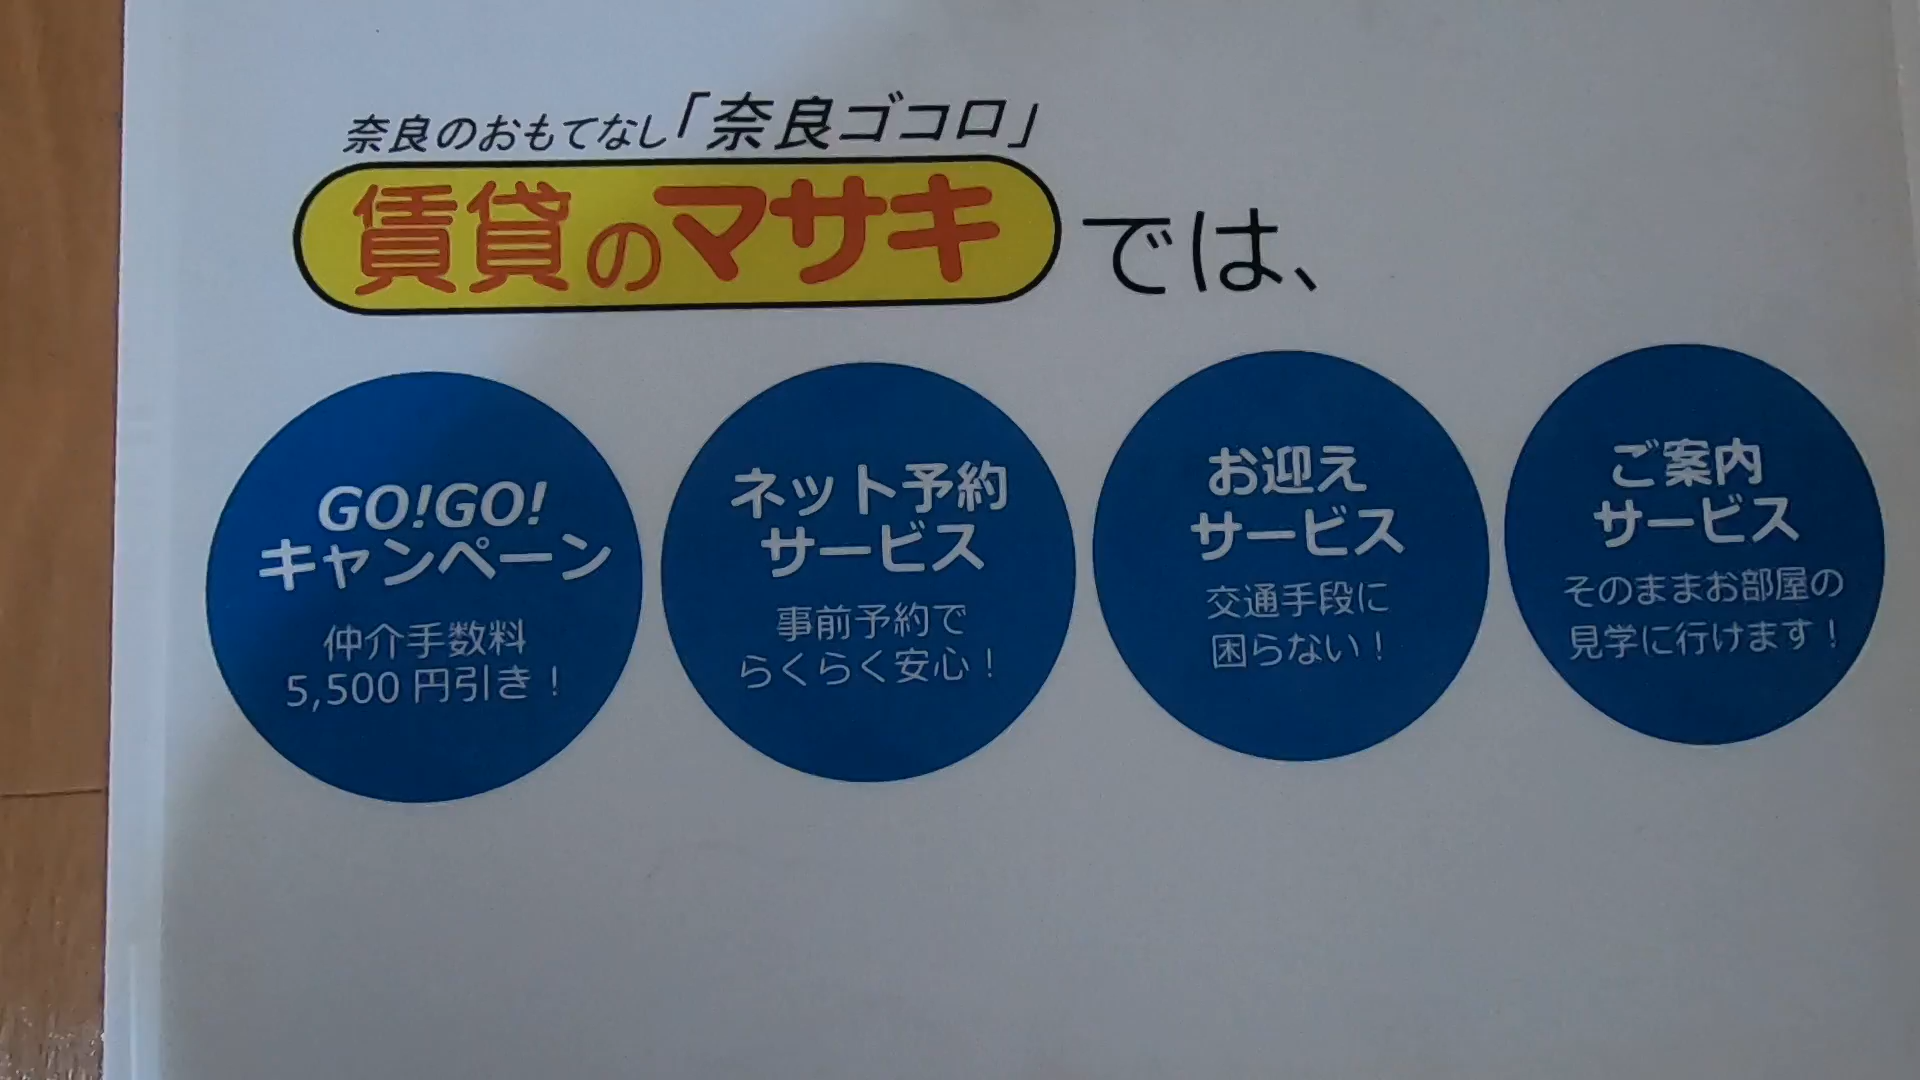 奈良のおもてなし「奈良ゴコロ」
賃貸のマサキでは、
GO!GO!
キャンペーン
仲介手数料
5,500円引き！
ネット予約
サービス
事前予約で
らくらく安心！
お迎え
サービス
交通手段に
困らない！
ご案内
サービス
そのままお部屋の
見学に行けます！